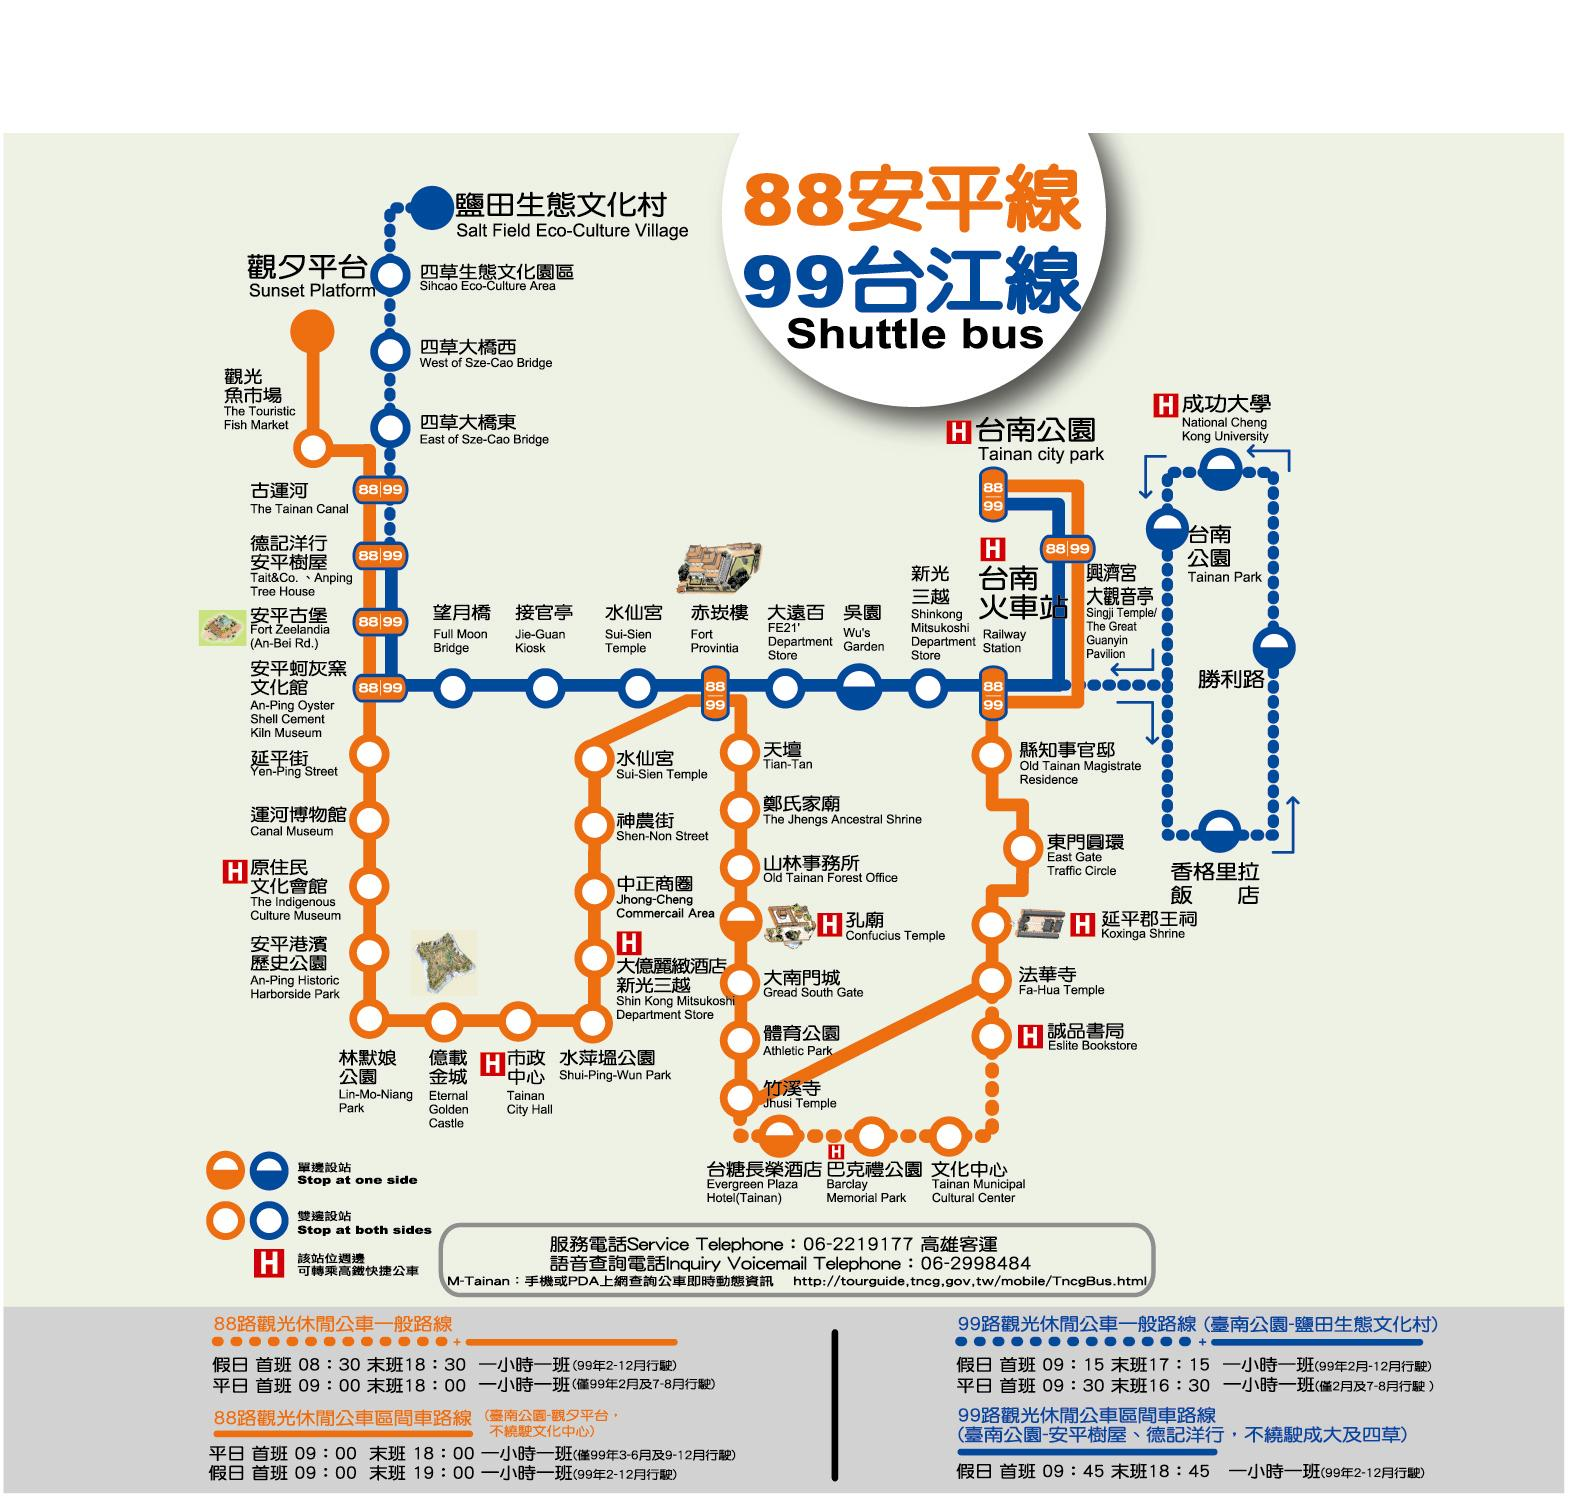 88安平線
99台江線
Shuttle bus
鹽田生態文化村
Salt Field Eco-Culture Village
觀夕平台
Sunset Platform
四草生態文化園區
Sihcao Eco-Culture Area
四草大橋西
West of Sze-Cao Bridge
四草大橋東
East of Sze-Cao Bridge
觀光
魚市場
The Touristic
Fish Market
古運河
The Tainan Canal
88|99
德記洋行
安平樹屋
Tait&Co. 、Anping
Tree House
88|99
安平古堡
Fort Zeelandia
(An-Bei Rd.)
88|99
安平蚵灰窯
文化館
An-Ping Oyster
Shell Cement
Kiln Museum
88|99
延平街
Yen-Ping Street
運河博物館
Canal Museum
H
原住民
文化會館
The Indigenous
Culture Museum
安平港濱
歷史公園
An-Ping Historic
Harborside Park
林默娘
公園
Lin-Mo-Niang
Park
億載
金城
Eternal
Golden
Castle
H
市政
中心
Tainan
City Hall
水萍塭公園
Shui-Ping-Wun Park
望月橋
Full Moon
Bridge
接官亭
Jie-Guan
Kiosk
水仙宮
Sui-Sien
Temple
赤崁樓
Fort
Provintia
88
99
大遠百
FE21'
Department
Store
吳園
Wu's
Garden
新光
三越
Shinkong
Mitsukoshi
Department
Store
H
台南
火車站
Railway
Station
88
99
H
台南公園
Tainan city park
88
99
88|99
興濟宮
大觀音亭
Singji Temple/
The Great
Guanyin
Pavilion
H
成功大學
National Cheng
Kong University
台南
公園
Tainan Park
勝利路
香格里拉
飯店
水仙宮
Sui-Sien Temple
神農街
Shen-Non Street
中正商圈
Jhong-Cheng
Commercail Area
H
大億麗緻酒店
新光三越
Shin Kong Mitsukoshi
Department Store
天壇
Tian-Tan
鄭氏家廟
The Jhengs Ancestral Shrine
山林事務所
Old Tainan Forest Office
H
孔廟
Confucius Temple
大南門城
Gread South Gate
體育公園
Athletic Park
竹溪寺
Jhusi Temple
縣知事官邸
Old Tainan Magistrate
Residence
東門圓環
East Gate
Traffic Circle
H
延平郡王祠
Koxinga Shrine
法華寺
Fa-Hua Temple
H
誠品書局
Eslite Bookstore
台糖長榮酒店
Evergreen Plaza
Hotel(Tainan)
H
巴克禮公園
Barclay
Memorial Park
文化中心
Tainan Municipal
Cultural Center
單邊設站
Stop at one side
雙邊設站
Stop at both sides
H
該站位週邊
可轉乘高鐵快捷公車
服務電話Service Telephone：06-2219177 高雄客運
語音查詢電話Inquiry Voicemail Telephone：06-2998484
M-Tainan：手機或PDA上網查詢公車即時動態資訊 http://tourguide,tncg,gov,tw/mobile/TncgBus.html
88路觀光休閒公車一般路線
+
假日 首班 08：30 末班18：30 一小時一班(99年2-12月行駛)
平日 首班 09：00 末班18：00 一小時一班(僅99年2月及7-8月行駛)
88路觀光休閒公車區間車路線 (臺南公園-觀夕平台，
不繞駛文化中心)
平日 首班 09：00 末班 18：00 一小時一班(僅99年3-6月及9-12月行駛)
假日 首班 09：00 末班 19：00 一小時一班(99年2-12月行駛)
99路觀光休閒公車一般路線 (臺南公園-鹽田生態文化村)
+
假日 首班 09：15 末班17：15 一小時一班(99年2月-12月行駛)
平日 首班 09：30 末班16：30 一小時一班(僅2月及7-8月行駛 )
99路觀光休閒公車區間車路線
(臺南公園-安平樹屋、德記洋行，不繞駛成大及四草)
假日 首班 09：45 末班18：45 一小時一班(99年2-12月行駛)